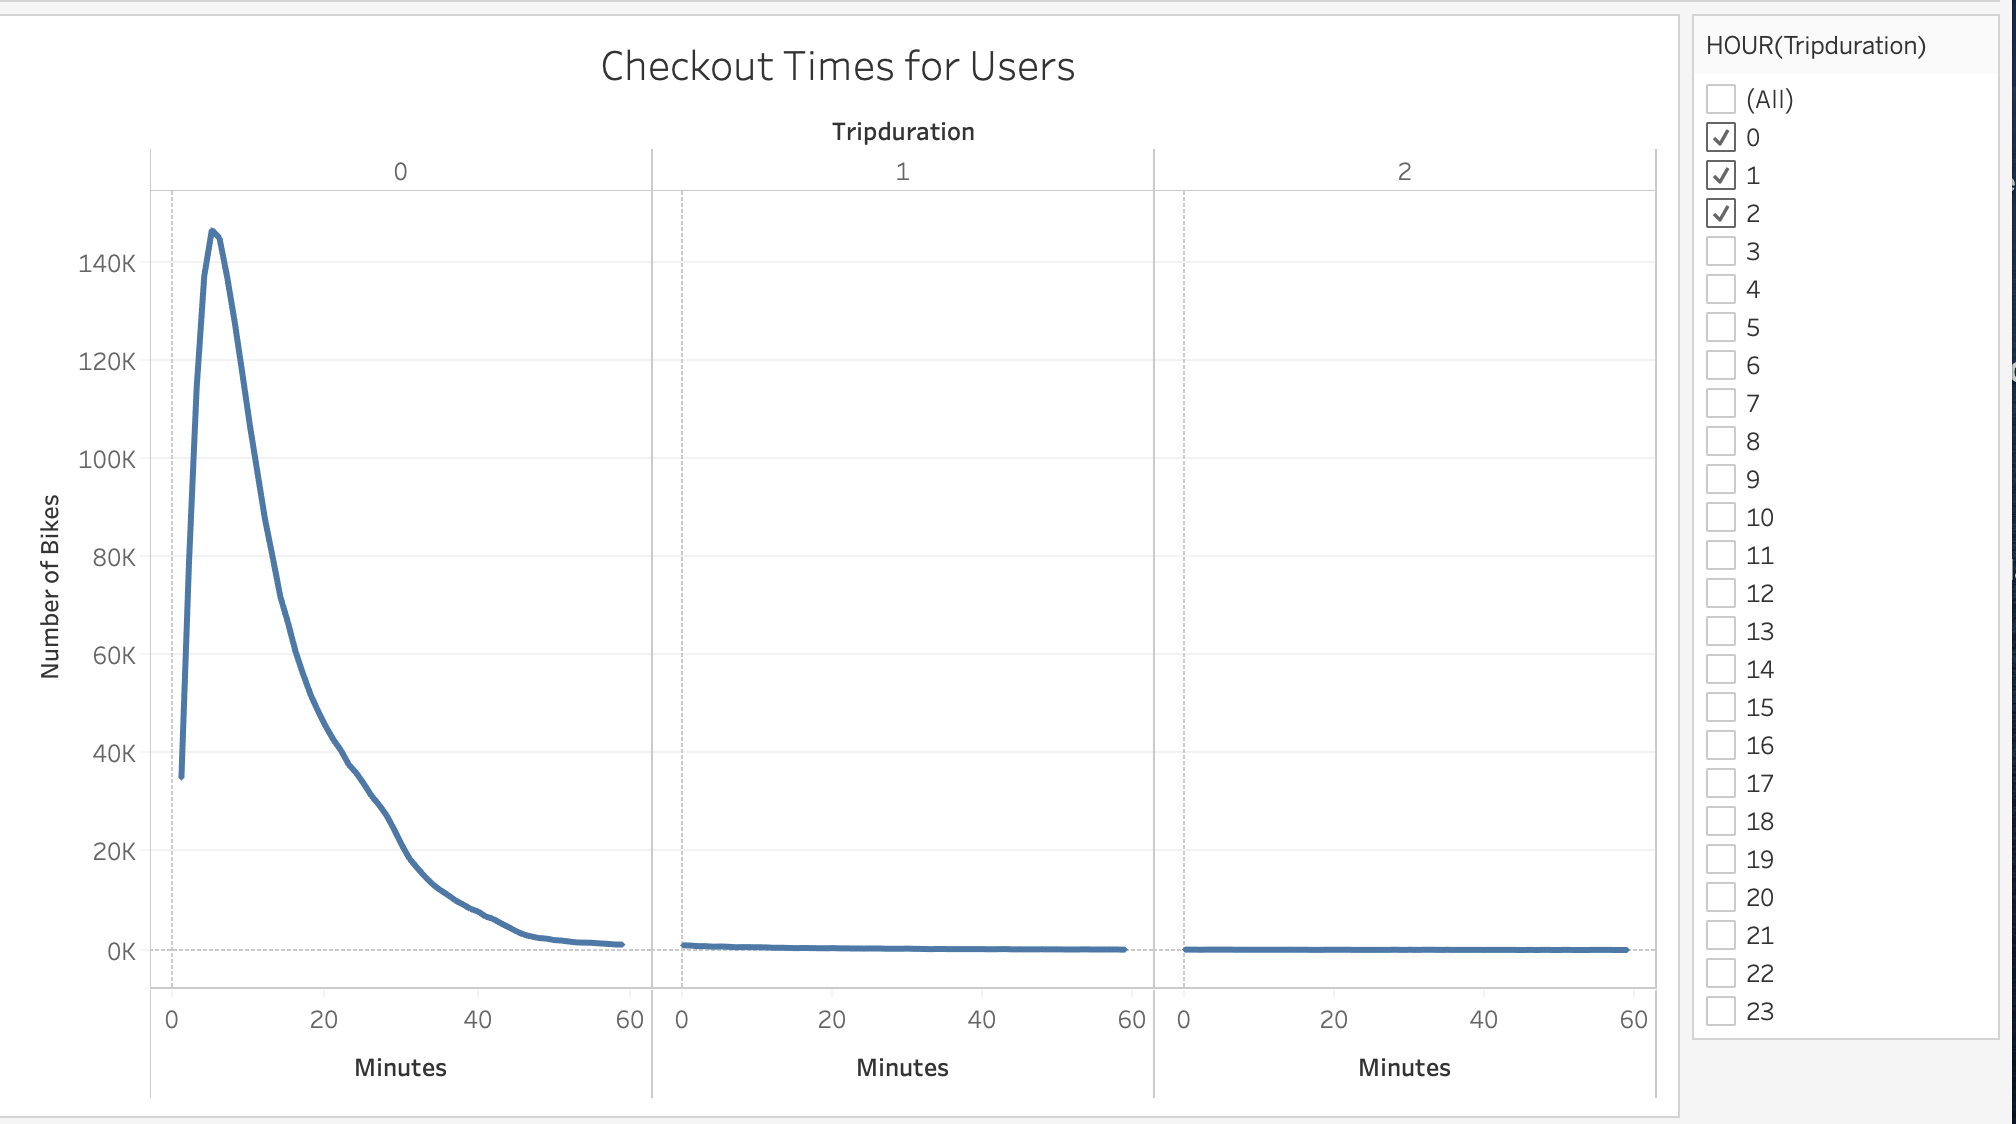 Checkout Times for Users
Tripduration
0 1 2
140K
120K
100K
80K
60K
40K
20K
0K
Number of Bikes
0 20 40 60 0 20 40 60 0 20 40 60
Minutes Minutes Minutes
HOUR(Tripduration)
(All)
0
1
2
3
4
5
6
7
8
9
10
11
12
13
14
15
16
17
18
19
20
21
22
23